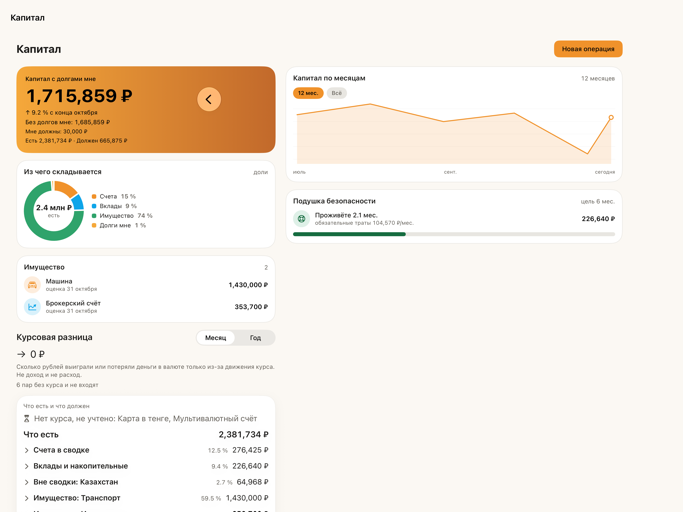 Капитал
Капитал
Новая операция
Капитал с долгами мне
1,715,859 ₽
↑ 9.2 % с конца октября
Без долгов мне: 1,685,859 ₽
Мне должны: 30,000 ₽
Есть 2,381,734 ₽ · Должен 665,875 ₽
Из чего складывается
доли
2.4 млн ₽
есть
Счета 15 %
Вклады 9 %
Имущество 74 %
Долги мне 1 %
Имущество
2
Машина
оценка 31 октября
1,430,000 ₽
Брокерский счёт
оценка 31 октября
353,700 ₽
Курсовая разница
Месяц
Год
→ 0 ₽
Сколько рублей выиграли или потеряли деньги в валюте только из-за движения курса.
Не доход и не расход.
6 пар без курса и не входят
Что есть и что должен
Нет курса, не учтено: Карта в тенге, Мультивалютный счёт
Что есть 2,381,734 ₽
Счета в сводке 12.5 % 276,425 ₽
Вклады и накопительные 9.4 % 226,640 ₽
Вне сводки: Казахстан 2.7 % 64,968 ₽
Имущество: Транспорт 59.5 % 1,430,000 ₽
Капитал по месяцам
12 месяцев
12 мес.
Всё
июль
сент.
сегодня
Подушка безопасности
цель 6 мес.
Проживёте 2.1 мес.
обязательные траты 104,570 ₽/мес.
226,640 ₽